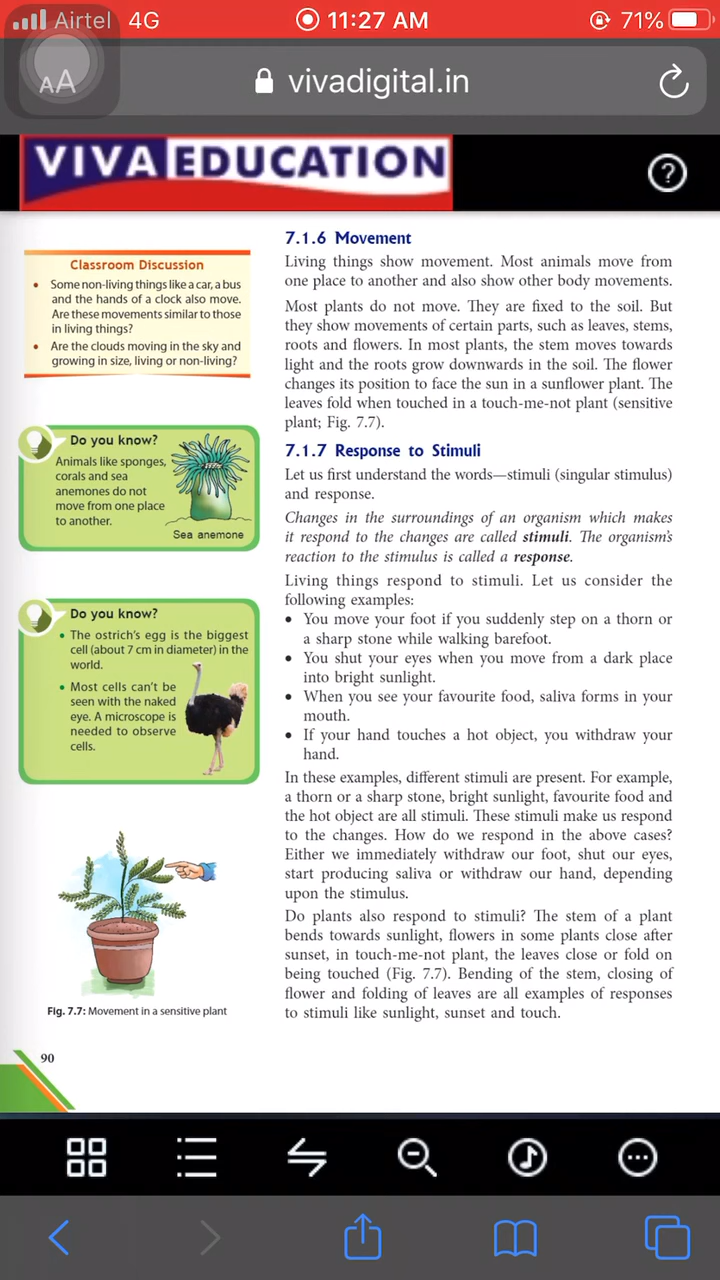 Airtel 4G 11:27 AM 71%
AA vivadigital.in
VIVA EDUCATION
?
Classroom Discussion
• Some non-living things like a car, a bus
and the hands of a clock also move.
Are these movements similar to those
in living things?
• Are the clouds moving in the sky and
growing in size, living or non-living?
Do you know?
Animals like sponges,
corals and sea
anemones do not
move from one place
to another.
Sea anemone
Do you know?
• The ostrich's egg is the biggest
cell (about 7 cm in diameter) in the
world.
• Most cells can't be
seen with the naked
eye. A microscope is
needed to observe
cells.
Fig. 7.7: Movement in a sensitive plant
90
7.1.6 Movement
Living things show movement. Most animals move from
one place to another and also show other body movements.
Most plants do not move. They are fixed to the soil. But
they show movements of certain parts, such as leaves, stems,
roots and flowers. In most plants, the stem moves towards
light and the roots grow downwards in the soil. The flower
changes its position to face the sun in a sunflower plant. The
leaves fold when touched in a touch-me-not plant (sensitive
plant; Fig. 7.7).
7.1.7 Response to Stimuli
Let us first understand the words—stimuli (singular stimulus)
and response.
Changes in the surroundings of an organism which makes
it respond to the changes are called stimuli. The organism's
reaction to the stimulus is called a response.
Living things respond to stimuli. Let us consider the
following examples:
• You move your foot if you suddenly step on a thorn or
a sharp stone while walking barefoot.
• You shut your eyes when you move from a dark place
into bright sunlight.
• When you see your favourite food, saliva forms in your
mouth.
• If your hand touches a hot object, you withdraw your
hand.
In these examples, different stimuli are present. For example,
a thorn or a sharp stone, bright sunlight, favourite food and
the hot object are all stimuli. These stimuli make us respond
to the changes. How do we respond in the above cases?
Either we immediately withdraw our foot, shut our eyes,
start producing saliva or withdraw our hand, depending
upon the stimulus.
Do plants also respond to stimuli? The stem of a plant
bends towards sunlight, flowers in some plants close after
sunset, in touch-me-not plant, the leaves close or fold on
being touched (Fig. 7.7). Bending of the stem, closing of
flower and folding of leaves are all examples of responses
to stimuli like sunlight, sunset and touch.